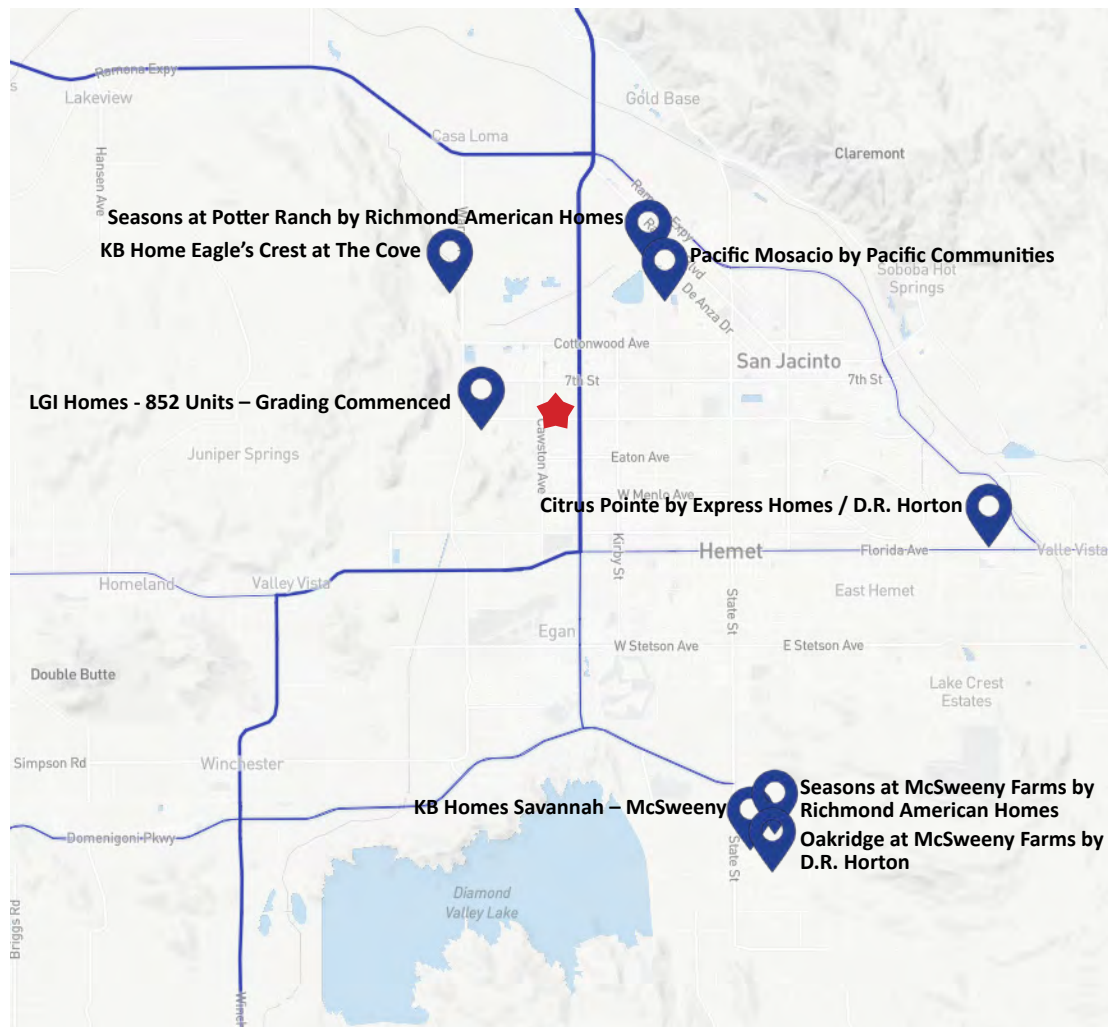 Ramona Expy
Lakeview
Gold Base
Casa Loma
Claremont
Hansen Ave
Seasons at Potter Ranch by Richmond American Homes
KB Home Eagle's Crest at The Cove
Pacific Mosacio by Pacific Communities
Soboba Hot
Springs
De Anza Dr
Cottonwood Ave
San Jacinto
7th St
7th St
LGI Homes - 852 Units – Grading Commenced
Cawston Ave
Juniper Springs
Eaton Ave
W Menlo Ave
Citrus Pointe by Express Homes / D.R. Horton
Kirby St
Hemet
Florida Ave
Valle Vista
Homeland
Valley Vista
State St
East Hemet
Egan
W Stetson Ave
E Stetson Ave
Double Butte
Lake Crest
Estates
Simpson Rd
Winchester
Seasons at McSweeny Farms by
Richmond American Homes
KB Homes Savannah – McSweeny
Oakridge at McSweeny Farms by
D.R. Horton
Domenigoni Pkwy
State St
Diamond
Valley Lake
Briggs Rd